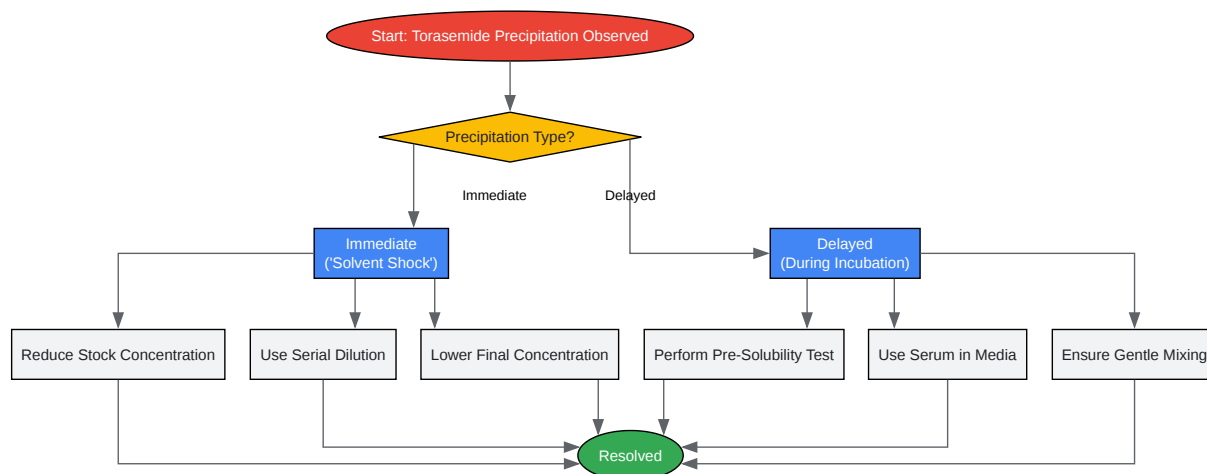 Start: Torasemide Precipitation Observed
Precipitation Type?
Immediate
Delayed
Immediate
('Solvent Shock')
Delayed
(During Incubation)
Reduce Stock Concentration
Use Serial Dilution
Lower Final Concentration
Perform Pre-Solubility Test
Use Serum in Media
Ensure Gentle Mixing
Resolved